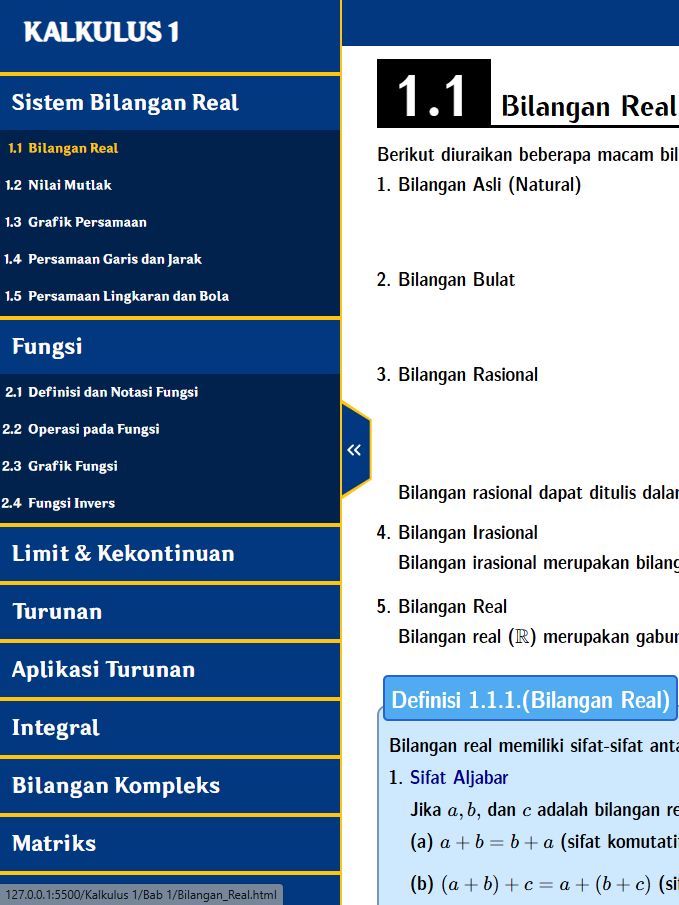 KALKULUS 1
Sistem Bilangan Real
1.1 Bilangan Real
1.2 Nilai Mutlak
1.3 Grafik Persamaan
1.4 Persamaan Garis dan Jarak
1.5 Persamaan Lingkaran dan Bola
Fungsi
2.1 Definisi dan Notasi Fungsi
2.2 Operasi pada Fungsi
2.3 Grafik Fungsi
2.4 Fungsi Invers
Limit & Kekontinuan
Turunan
Aplikasi Turunan
Integral
Bilangan Kompleks
Matriks
127.0.0.1:5500/Kalkulus 1/Bab 1/Bilangan_Real.html
«
1.1 Bilangan Real
Berikut diuraikan beberapa macam bil
1. Bilangan Asli (Natural)
2. Bilangan Bulat
3. Bilangan Rasional
Bilangan rasional dapat ditulis dalam
4. Bilangan Irasional
Bilangan irasional merupakan bilang
5. Bilangan Real
Bilangan real (ℝ) merupakan gabun
Definisi 1.1.1.(Bilangan Real)
Bilangan real memiliki sifat-sifat anta
1. Sifat Aljabar
Jika a, b, dan c adalah bilangan re
(a) a + b = b + a (sifat komutatif
(b) (a + b) + c = a + (b + c) (sif